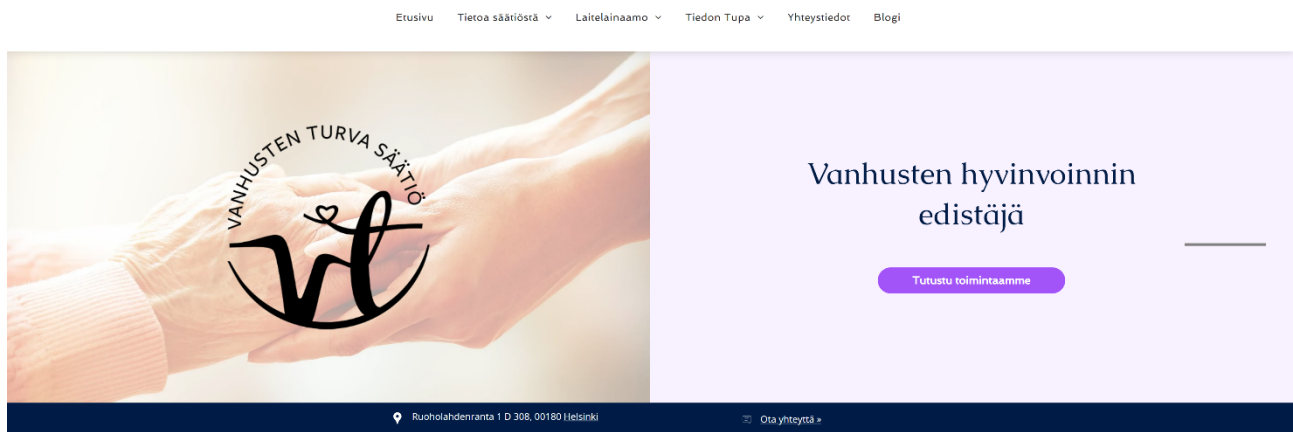 Etusivu Tietoa säätiöstä Laitelainaamo Tiedon Tupa Yhteystiedot Blogi
VANHUSTEN TURVA SÄÄTIÖ
vt
Vanhusten hyvinvoinnin
edistäjä
Tutustu toimintaamme
Ruoholahdenranta 1 D 308, 00180 Helsinki
Ota yhteyttä »